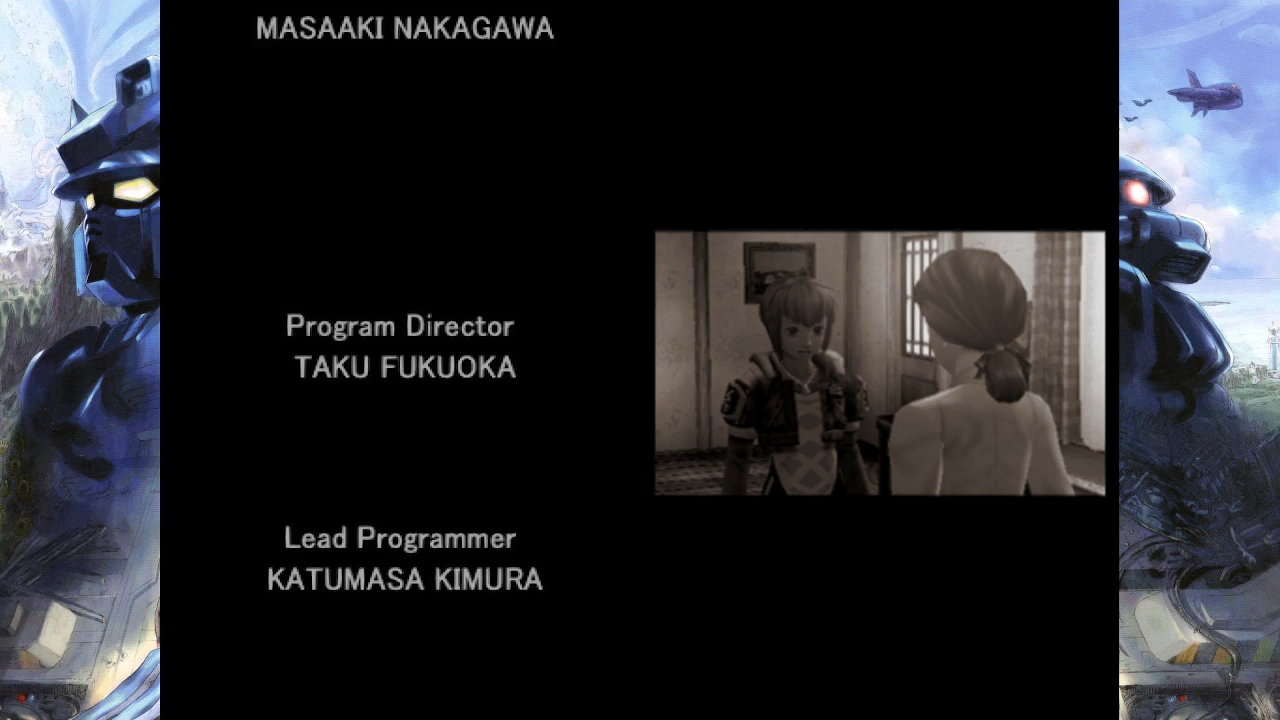 MASAAKI NAKAGAWA
Program Director
TAKU FUKUOKA
Lead Programmer
KATUMASA KIMURA